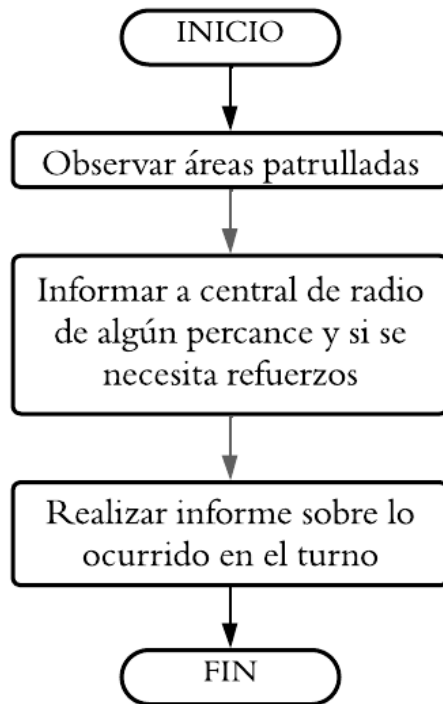 INICIO
Observar áreas patrulladas
Informar a central de radio
de algún percance y si se
necesita refuerzos
Realizar informe sobre lo
ocurrido en el turno
FIN